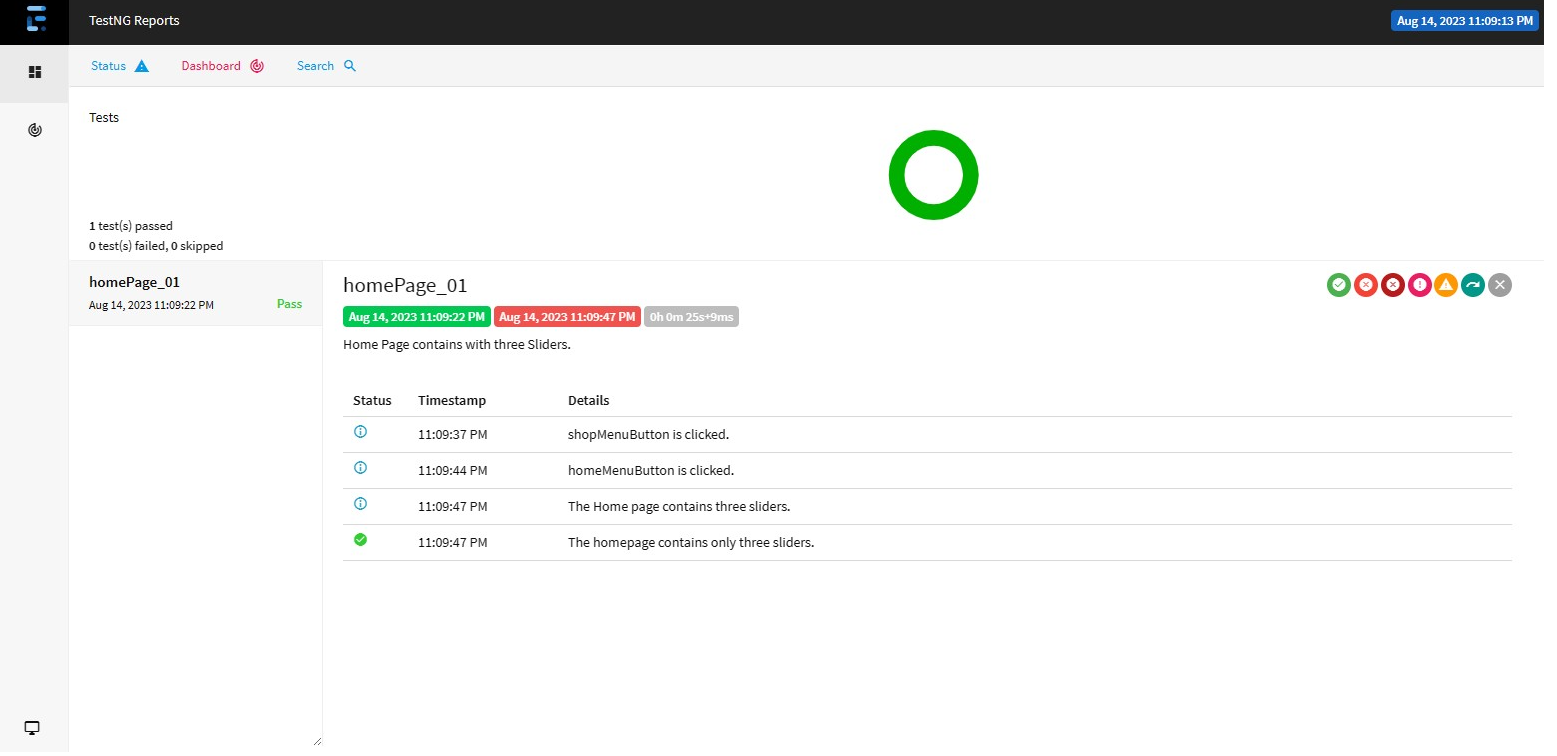 TestNG Reports
Aug 14, 2023 11:09:13 PM
Status Dashboard Search
Tests
1 test(s) passed
0 test(s) failed, 0 skipped
homePage_01
Aug 14, 2023 11:09:22 PM Pass
homePage_01
Aug 14, 2023 11:09:22 PM Aug 14, 2023 11:09:47 PM 0h 0m 25s+9ms
Home Page contains with three Sliders.
Status Timestamp Details
11:09:37 PM shopMenuButton is clicked.
11:09:44 PM homeMenuButton is clicked.
11:09:47 PM The Home page contains three sliders.
11:09:47 PM The homepage contains only three sliders.